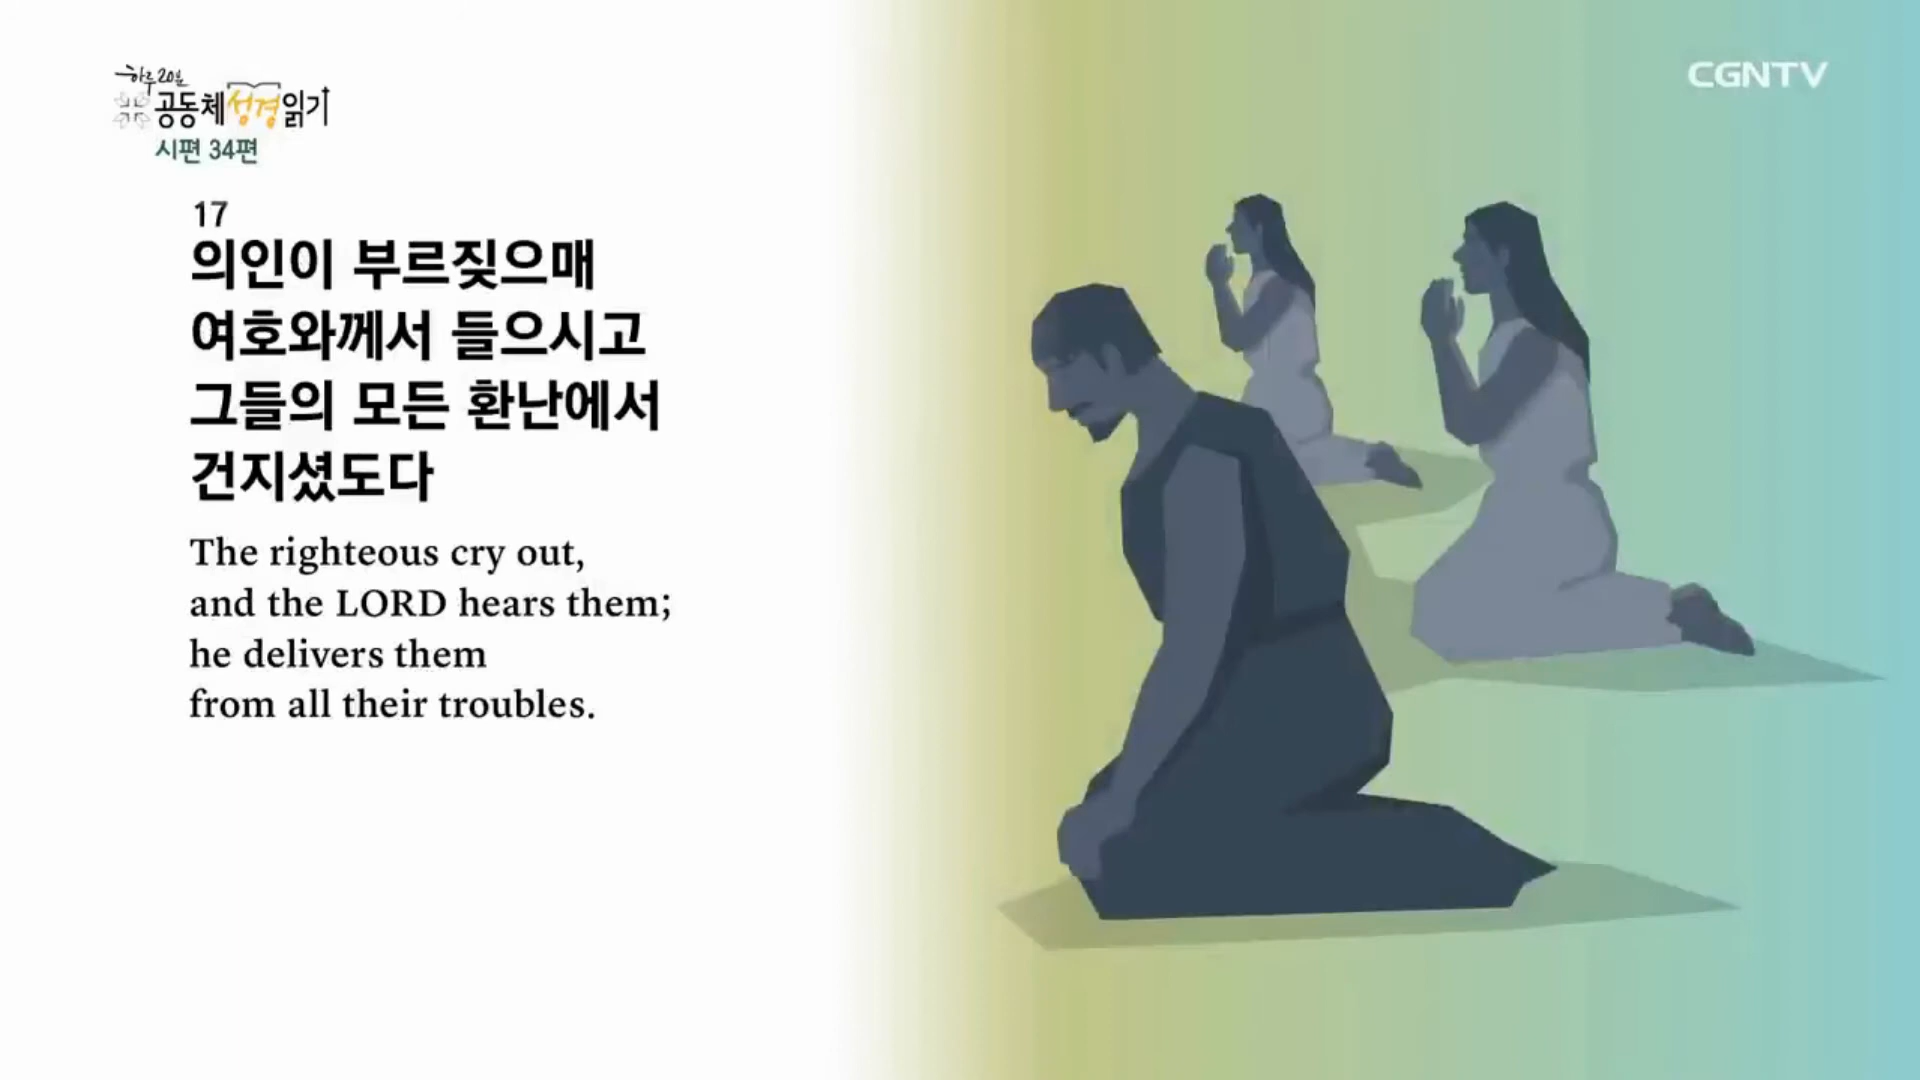 하루 20분
공동체성경읽기
시편 34편
CGNTV
17
의인이 부르짖으매
여호와께서 들으시고
그들의 모든 환난에서
건지셨도다
The righteous cry out,
and the LORD hears them;
he delivers them
from all their troubles.